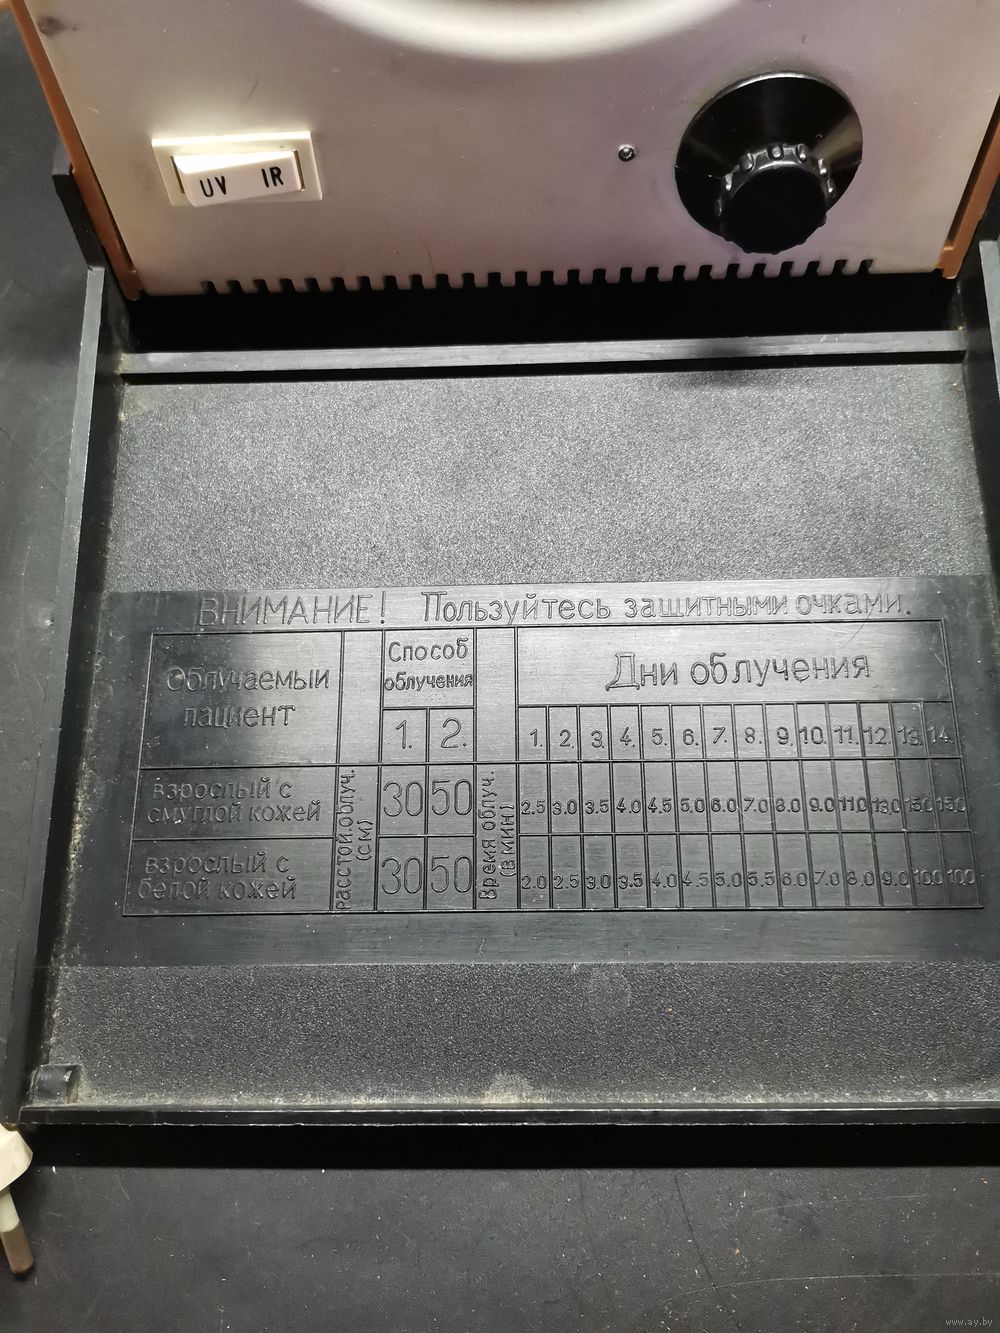 UV IR
ВНИМАНИЕ! Пользуйтесь защитными очками.
Облучаемый
пациент
Способ
облучения
Дни облучения
1. 2.
1. 2. 3. 4. 5. 6. 7. 8. 9. 10. 11. 12. 13. 14.
взрослый с
смуглой кожей
Расстои.облуч.
(см)
30 50
Время облуч.
(в мин)
2.5 3.0 3.5 4.0 4.5 5.0 6.0 7.0 8.0 9.0 11.0 13.0 15.0 15.0
взрослый с
белой кожей
30 50
2.0 2.5 3.0 3.5 4.0 4.5 5.0 5.5 6.0 7.0 8.0 9.0 10.0 10.0
www.ay.by